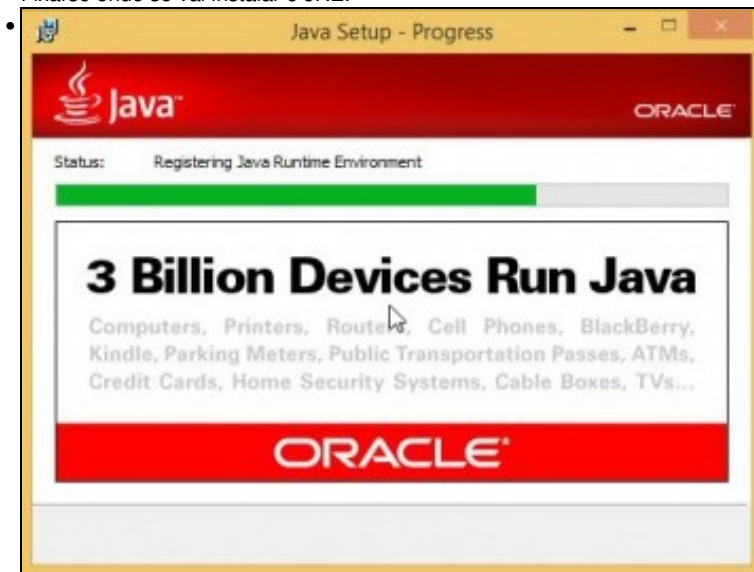 Java Setup - Progress
Java™
ORACLE
Status: Registering Java Runtime Environment
3 Billion Devices Run Java
Computers, Printers, Routers, Cell Phones, BlackBerry,
Kindle, Parking Meters, Public Transportation Passes, ATMs,
Credit Cards, Home Security Systems, Cable Boxes, TVs...
ORACLE